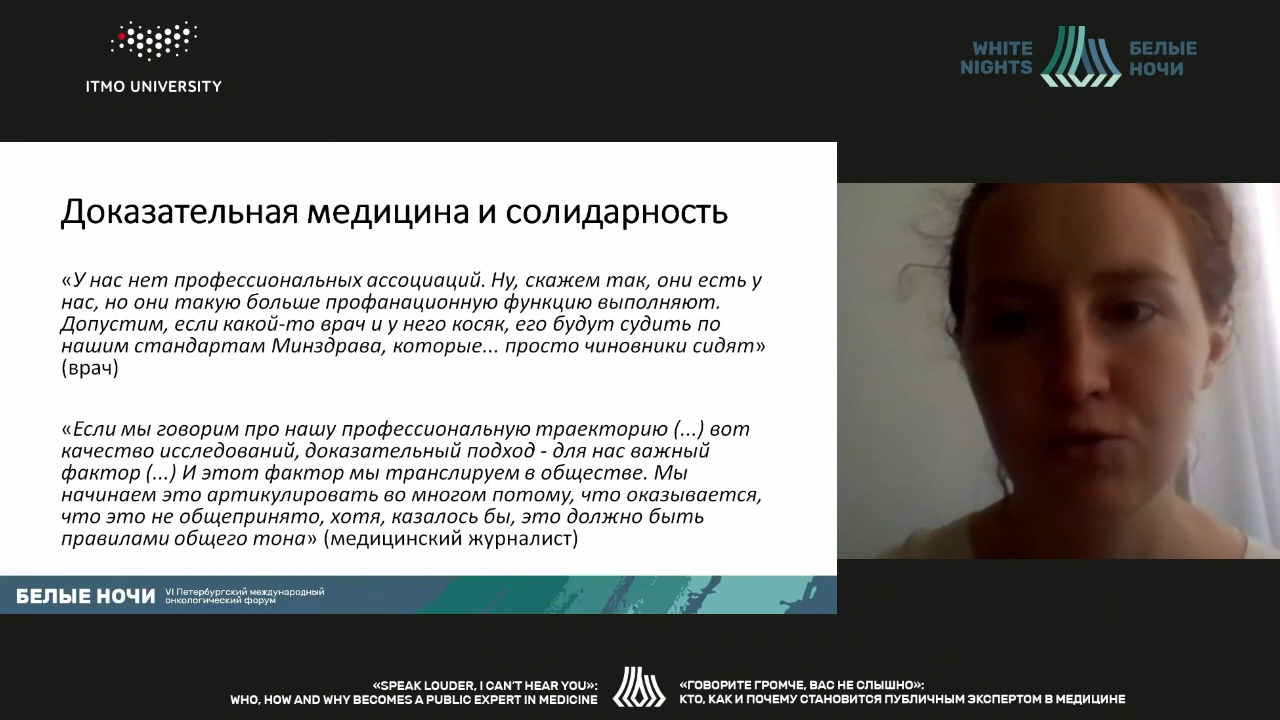 ITMO UNIVERSITY
WHITE
NIGHTS
БЕЛЫЕ
НОЧИ
Доказательная медицина и солидарность
«У нас нет профессиональных ассоциаций. Ну, скажем так, они есть у
нас, но они такую больше профанационную функцию выполняют.
Допустим, если какой-то врач и у него косяк, его будут судить по
нашим стандартам Минздрава, которые... просто чиновники сидят»
(врач)
«Если мы говорим про нашу профессиональную траекторию (...) вот
качество исследований, доказательный подход - для нас важный
фактор (...) И этот фактор мы транслируем в обществе. Мы
начинаем это артикулировать во многом потому, что оказывается,
что это не общепринято, хотя, казалось бы, это должно быть
правилами общего тона» (медицинский журналист)
БЕЛЫЕ НОЧИ
VI Петербургский международный
онкологический форум
«SPEAK LOUDER, I CAN'T HEAR YOU»:
WHO, HOW AND WHY BECOMES A PUBLIC EXPERT IN MEDICINE
«ГОВОРИТЕ ГРОМЧЕ, ВАС НЕ СЛЫШНО»:
КТО, КАК И ПОЧЕМУ СТАНОВИТСЯ ПУБЛИЧНЫМ ЭКСПЕРТОМ В МЕДИЦИНЕ